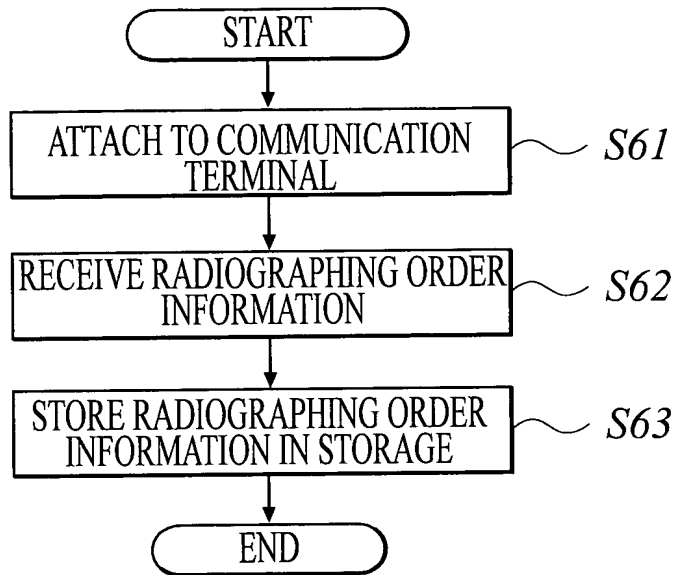 START
ATTACH TO COMMUNICATION
TERMINAL
S61
RECEIVE RADIOGRAPHING ORDER
INFORMATION
S62
STORE RADIOGRAPHING ORDER
INFORMATION IN STORAGE
S63
END